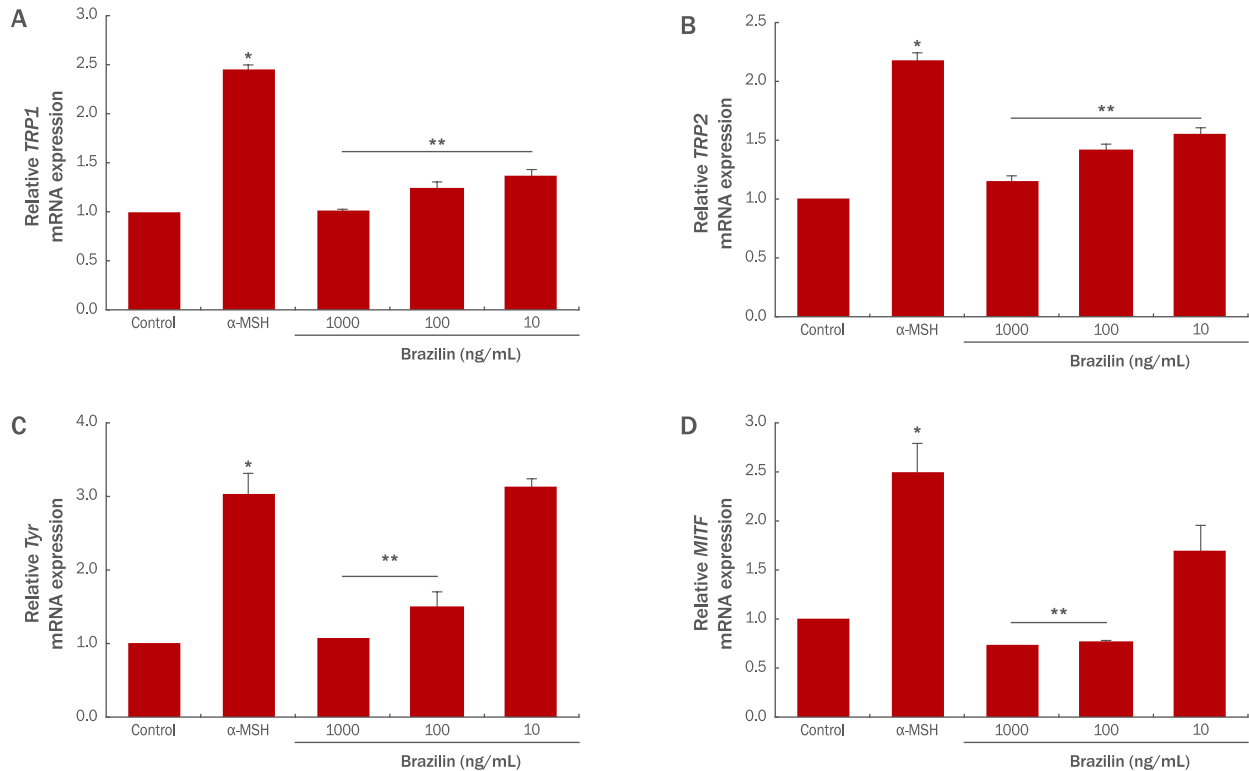 A
Relative TRP1
mRNA expression
3.0
2.5
2.0
1.5
1.0
0.5
0.0
*
**
Control
α-MSH
1000
100
10
Brazilin (ng/mL)
B
Relative TRP2
mRNA expression
2.5
2.0
1.5
1.0
0.5
0.0
*
**
Control
α-MSH
1000
100
10
Brazilin (ng/mL)
C
Relative Tyr
mRNA expression
4.0
3.0
2.0
1.0
0.0
*
**
Control
α-MSH
1000
100
10
Brazilin (ng/mL)
D
Relative MITF
mRNA expression
3.0
2.5
2.0
1.5
1.0
0.5
0.0
*
**
Control
α-MSH
1000
100
10
Brazilin (ng/mL)